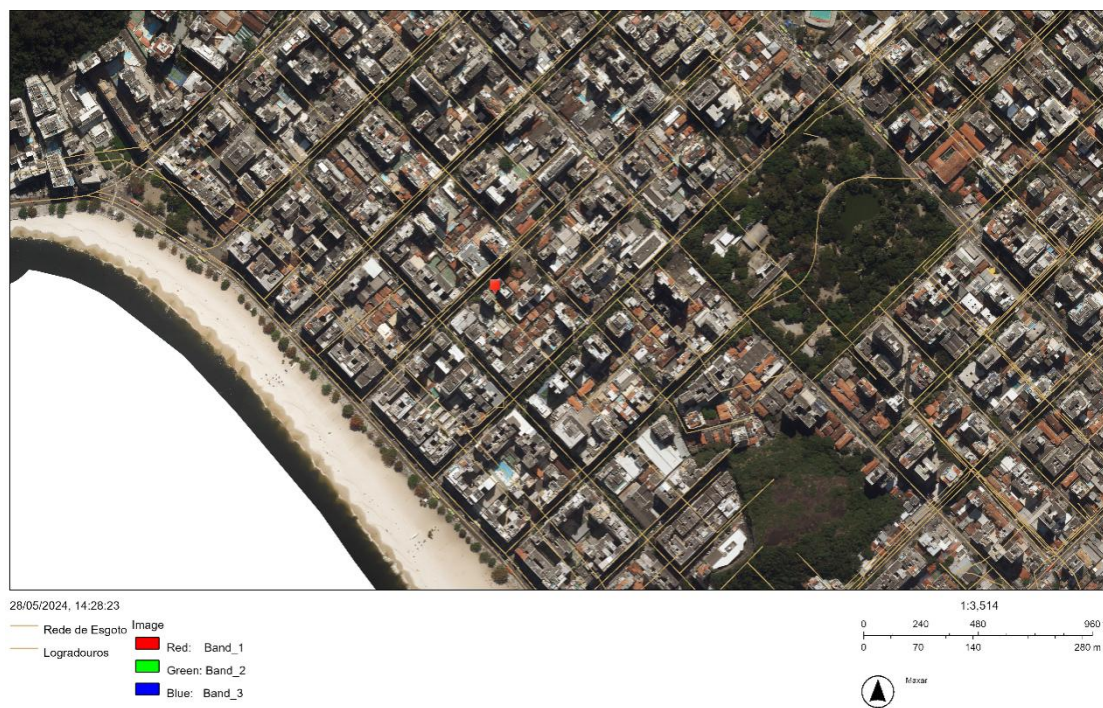 28/05/2024, 14:28:23
Rede de Esgoto
Logradouros
Image
Red: Band_1
Green: Band_2
Blue: Band_3
1:3,514
0 240 480 960
0 70 140 280 m
Maxar